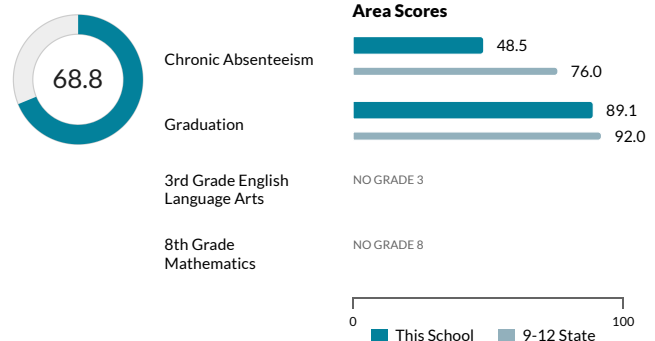 Area Scores
68.8
Chronic Absenteeism
48.5
76.0
Graduation
89.1
92.0
3rd Grade English
Language Arts
NO GRADE 3
8th Grade
Mathematics
NO GRADE 8
0
100
This School
9-12 State